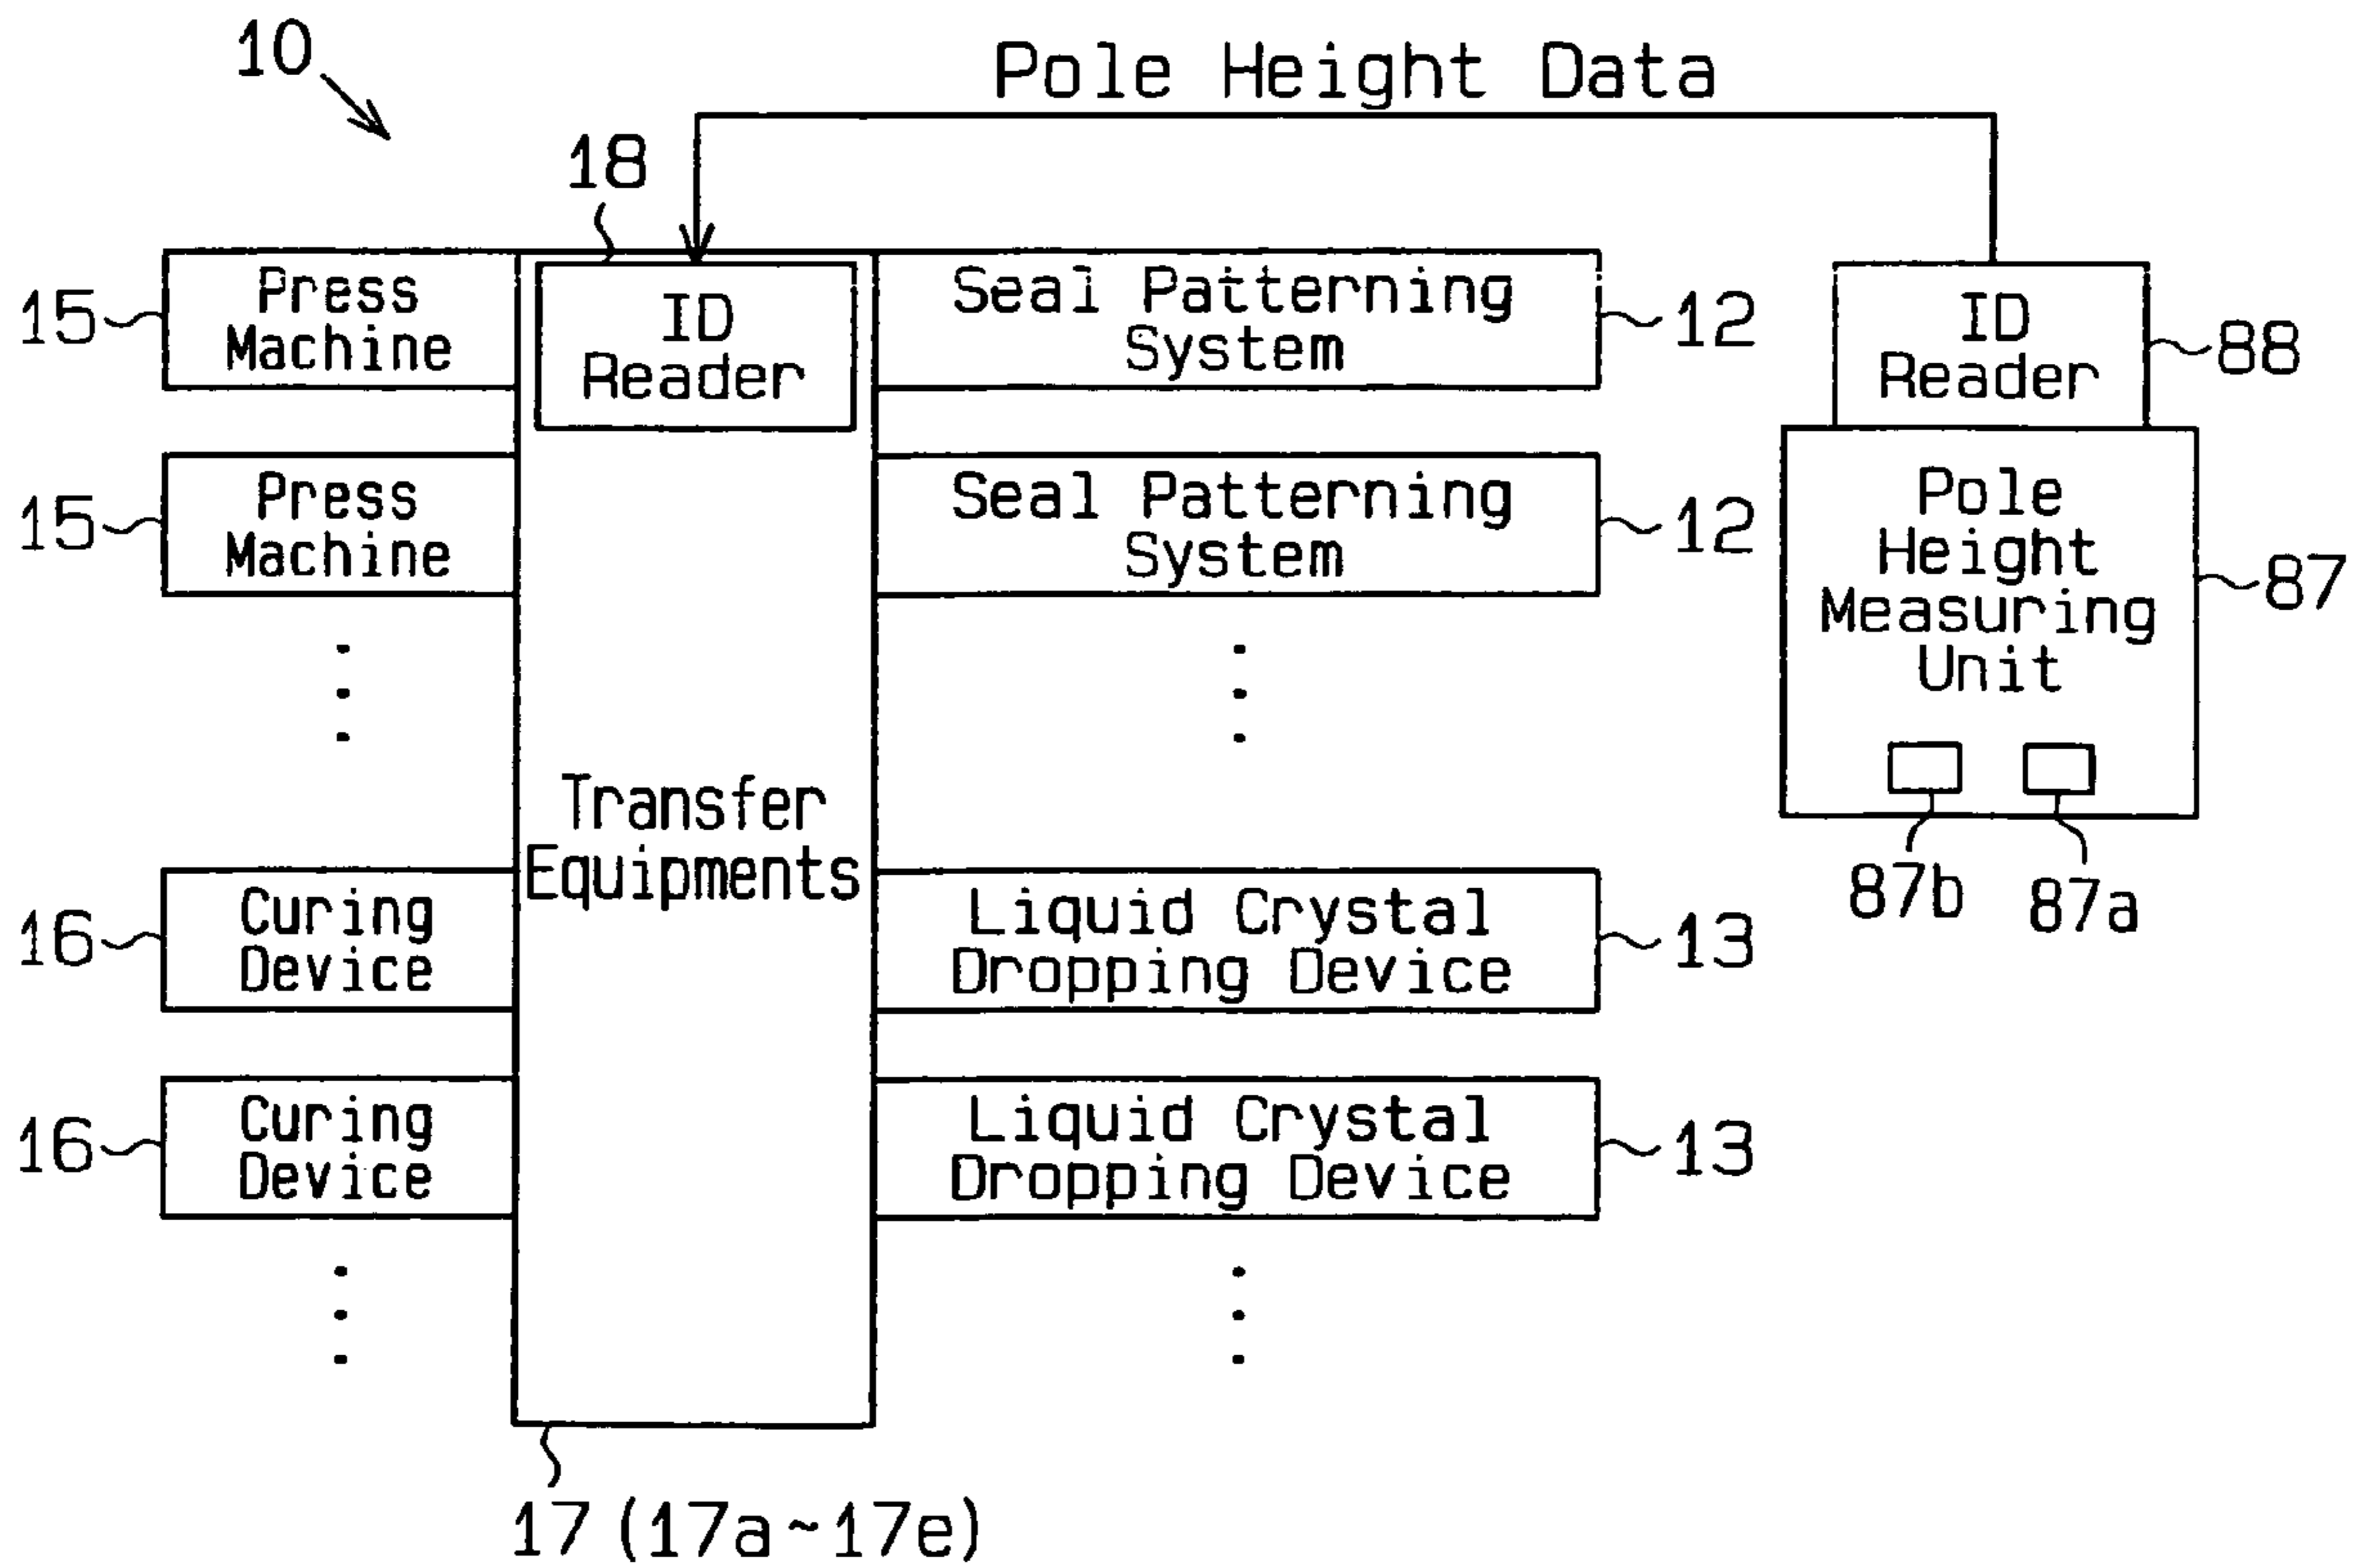 10
Pole Height Data
18
15
Press
Machine
ID
Reader
Seal Patterning
System
12
ID
Reader
88
15
Press
Machine
Seal Patterning
System
12
Pole
Height
Measuring
Unit
87
87b
87a
Transfer
Equipments
16
Curing
Device
Liquid Crystal
Dropping Device
13
16
Curing
Device
Liquid Crystal
Dropping Device
13
17 (17a~17e)